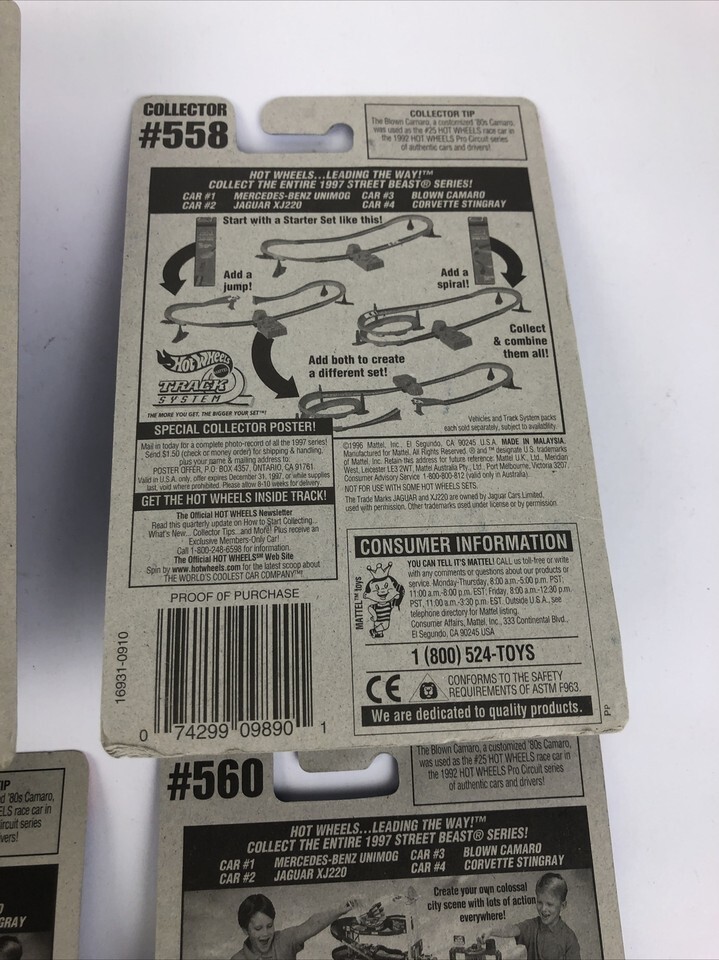 COLLECTOR
#558
COLLECTOR TIP
The Blown Camaro, a customized '80s Camaro,
was used as the #25 HOT WHEELS race car in
the 1992 HOT WHEELS Pro Circuit series
of authentic cars and drivers!
HOT WHEELS...LEADING THE WAY!™
COLLECT THE ENTIRE 1997 STREET BEAST® SERIES!
CAR #1 MERCEDES-BENZ UNIMOG CAR #3 BLOWN CAMARO
CAR #2 JAGUAR XJ220 CAR #4 CORVETTE STINGRAY
Start with a Starter Set like this!
Add a
jump!
Add a
spiral!
Collect
& combine
them all!
Add both to create
a different set!
Hot Wheels
TRACK
SYSTEM
THE MORE YOU GET, THE BIGGER YOUR SET™!
Vehicles and Track System packs
each sold separately, subject to availability.
SPECIAL COLLECTOR POSTER!
Mail in today for a complete photo-record of all the 1997 series!
Send $1.50 (check or money order) for shipping & handling,
plus your name & mailing address to:
POSTER OFFER, P.O. BOX 4357, ONTARIO, CA 91761.
Valid in U.S.A. only, offer expires December 31, 1997, or while supplies
last, void where prohibited. Please allow 8-10 weeks for delivery.
GET THE HOT WHEELS INSIDE TRACK!
The Official HOT WHEELS Newsletter
Read this quarterly update on How to Start Collecting...
What's New... Collector Tips...and More! Plus receive an
Exclusive Members-Only Car!
Call 1-800-248-6598 for information.
The Official HOT WHEELS℠ Web Site
Spin by www.hotwheels.com for the latest scoop about
THE WORLD'S COOLEST CAR COMPANY™!
©1996 Mattel, Inc., El Segundo, CA 90245 U.S.A. MADE IN MALAYSIA.
Manufactured for Mattel. All Rights Reserved. ® and ™ designate U.S. trademarks
of Mattel, Inc. Retain this address for future reference: Mattel U.K., Ltd., Meridian
West, Leicester LE3 2WT, Mattel Australia Pty., Ltd., Port Melbourne, Victoria 3207.
Consumer Advisory Service 1-800-800-812 (valid only in Australia).
NOT FOR USE WITH SOME HOT WHEELS SETS.
The Trade Marks JAGUAR and XJ220 are owned by Jaguar Cars Limited,
used with permission. Other trademarks used under license or by permission.
PROOF OF PURCHASE
16931-0910
0 74299 09890 1
CONSUMER INFORMATION
MATTEL™ toys
YOU CAN TELL IT'S MATTEL! CALL us toll-free or write
with any comments or questions about our products or
service. Monday-Thursday, 8:00 a.m.-5:00 p.m. PST,
11:00 a.m.-8:00 p.m. EST; Friday, 8:00 a.m.-12:30 p.m.
PST, 11:00 a.m.-3:30 p.m. EST. Outside U.S.A., see
telephone directory for Mattel listing.
Consumer Affairs, Mattel, Inc., 333 Continental Blvd.,
El Segundo, CA 90245 USA
1 (800) 524-TOYS
CE
CONFORMS TO THE SAFETY
REQUIREMENTS OF ASTM F963.
We are dedicated to quality products.
PP
#560
The Blown Camaro, a customized '80s Camaro,
was used as the #25 HOT WHEELS race car in
the 1992 HOT WHEELS Pro Circuit series
of authentic cars and drivers!
HOT WHEELS...LEADING THE WAY!™
COLLECT THE ENTIRE 1997 STREET BEAST® SERIES!
CAR #1 MERCEDES-BENZ UNIMOG CAR #3 BLOWN CAMARO
CAR #2 JAGUAR XJ220 CAR #4 CORVETTE STINGRAY
Create your own colossal
city scene with lots of action
everywhere!
TIP
'80s Camaro,
race car in
Circuit series
GRAY